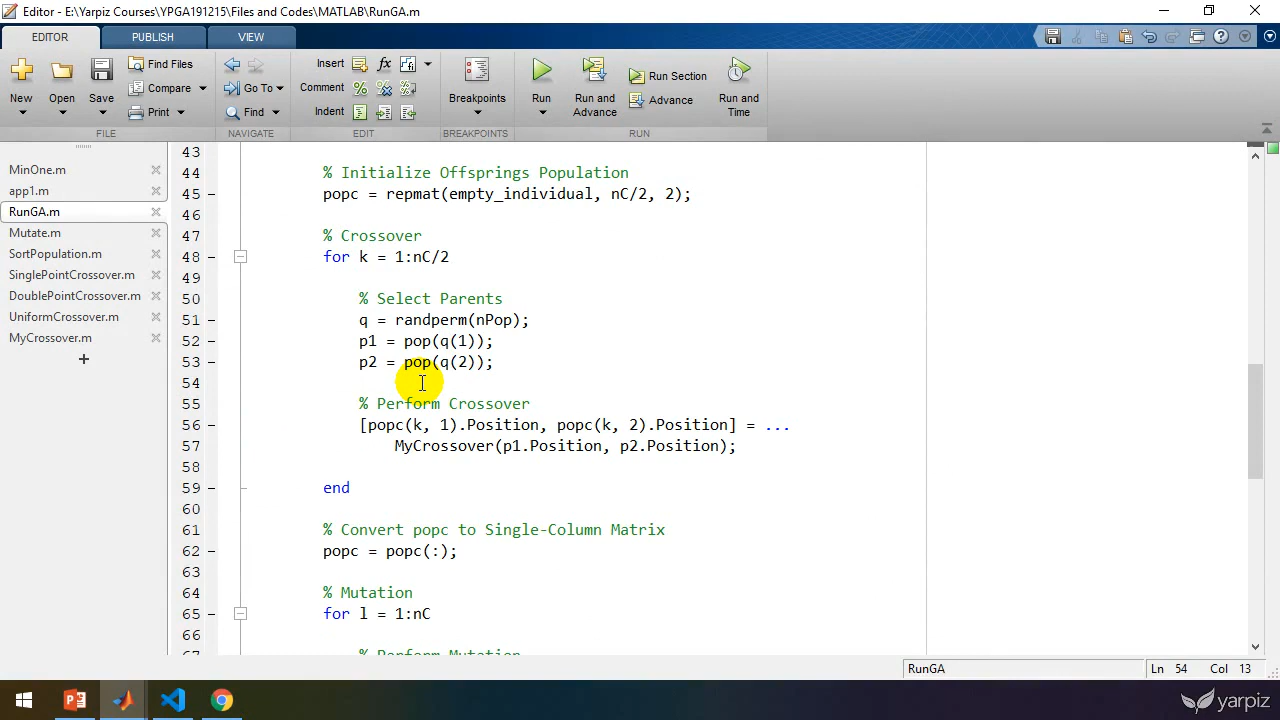 Editor - E:\Yarpiz Courses\YPGA191215\Files and Codes\MATLAB\RunGA.m
EDITOR PUBLISH VIEW
New Open Save Find Files Compare Print
Go To Find
Insert Comment Indent
Breakpoints
Run Run and Advance Run Section Advance Run and Time
FILE NAVIGATE EDIT BREAKPOINTS RUN
MinOne.m
app1.m
RunGA.m
Mutate.m
SortPopulation.m
SinglePointCrossover.m
DoublePointCrossover.m
UniformCrossover.m
MyCrossover.m
43
44 % Initialize Offsprings Population
45 popc = repmat(empty_individual, nC/2, 2);
46
47 % Crossover
48 for k = 1:nC/2
49
50 % Select Parents
51 q = randperm(nPop);
52 p1 = pop(q(1));
53 p2 = pop(q(2));
54
55 % Perform Crossover
56 [popc(k, 1).Position, popc(k, 2).Position] = ...
57 MyCrossover(p1.Position, p2.Position);
58
59 end
60
61 % Convert popc to Single-Column Matrix
62 popc = popc(:);
63
64 % Mutation
65 for l = 1:nC
66
67 % Perform Mutation
RunGA Ln 54 Col 13
yarpiz